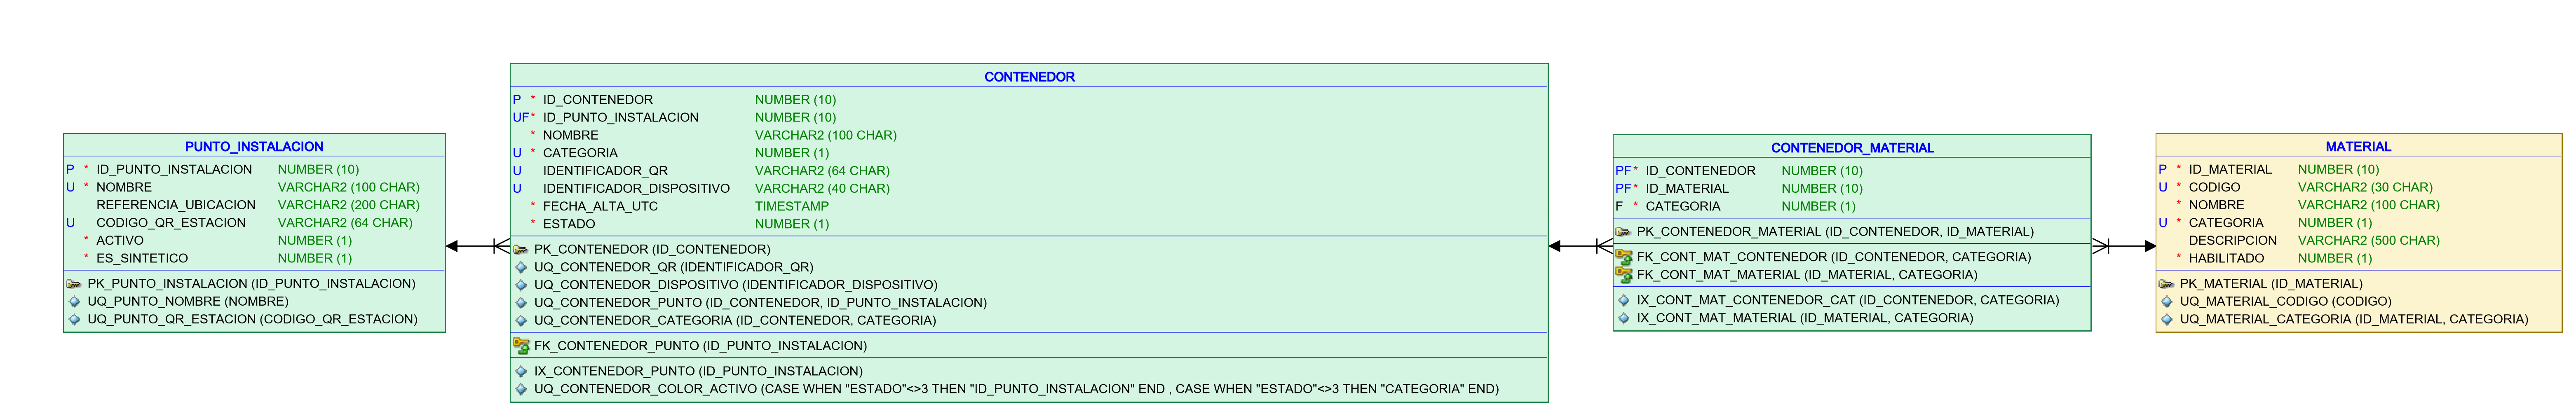 PUNTO_INSTALACION
P * ID_PUNTO_INSTALACION NUMBER (10)
U * NOMBRE VARCHAR2 (100 CHAR)
REFERENCIA_UBICACION VARCHAR2 (200 CHAR)
U CODIGO_QR_ESTACION VARCHAR2 (64 CHAR)
* ACTIVO NUMBER (1)
* ES_SINTETICO NUMBER (1)
PK_PUNTO_INSTALACION (ID_PUNTO_INSTALACION)
UQ_PUNTO_NOMBRE (NOMBRE)
UQ_PUNTO_QR_ESTACION (CODIGO_QR_ESTACION)
CONTENEDOR
P * ID_CONTENEDOR NUMBER (10)
UF* ID_PUNTO_INSTALACION NUMBER (10)
* NOMBRE VARCHAR2 (100 CHAR)
U * CATEGORIA NUMBER (1)
U IDENTIFICADOR_QR VARCHAR2 (64 CHAR)
U IDENTIFICADOR_DISPOSITIVO VARCHAR2 (40 CHAR)
* FECHA_ALTA_UTC TIMESTAMP
* ESTADO NUMBER (1)
PK_CONTENEDOR (ID_CONTENEDOR)
UQ_CONTENEDOR_QR (IDENTIFICADOR_QR)
UQ_CONTENEDOR_DISPOSITIVO (IDENTIFICADOR_DISPOSITIVO)
UQ_CONTENEDOR_PUNTO (ID_CONTENEDOR, ID_PUNTO_INSTALACION)
UQ_CONTENEDOR_CATEGORIA (ID_CONTENEDOR, CATEGORIA)
FK_CONTENEDOR_PUNTO (ID_PUNTO_INSTALACION)
IX_CONTENEDOR_PUNTO (ID_PUNTO_INSTALACION)
UQ_CONTENEDOR_COLOR_ACTIVO (CASE WHEN "ESTADO"<>3 THEN "ID_PUNTO_INSTALACION" END , CASE WHEN "ESTADO"<>3 THEN "CATEGORIA" END)
CONTENEDOR_MATERIAL
PF* ID_CONTENEDOR NUMBER (10)
PF* ID_MATERIAL NUMBER (10)
F * CATEGORIA NUMBER (1)
PK_CONTENEDOR_MATERIAL (ID_CONTENEDOR, ID_MATERIAL)
FK_CONT_MAT_CONTENEDOR (ID_CONTENEDOR, CATEGORIA)
FK_CONT_MAT_MATERIAL (ID_MATERIAL, CATEGORIA)
IX_CONT_MAT_CONTENEDOR_CAT (ID_CONTENEDOR, CATEGORIA)
IX_CONT_MAT_MATERIAL (ID_MATERIAL, CATEGORIA)
MATERIAL
P * ID_MATERIAL NUMBER (10)
U * CODIGO VARCHAR2 (30 CHAR)
* NOMBRE VARCHAR2 (100 CHAR)
U * CATEGORIA NUMBER (1)
DESCRIPCION VARCHAR2 (500 CHAR)
* HABILITADO NUMBER (1)
PK_MATERIAL (ID_MATERIAL)
UQ_MATERIAL_CODIGO (CODIGO)
UQ_MATERIAL_CATEGORIA (ID_MATERIAL, CATEGORIA)